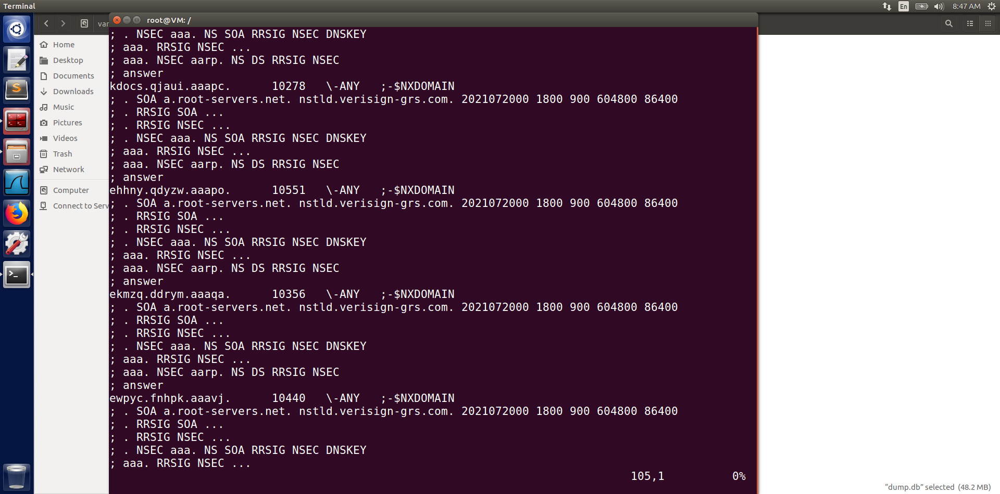 Terminal
En
8:47 AM
var
root@VM: /
Home
Desktop
Documents
Downloads
Music
Pictures
Videos
Trash
Network
Computer
Connect to Serv
; . NSEC aaa. NS SOA RRSIG NSEC DNSKEY
; aaa. RRSIG NSEC ...
; aaa. NSEC aarp. NS DS RRSIG NSEC
; answer
kdocs.qjaui.aaapc. 10278 \-ANY ;-$NXDOMAIN
; . SOA a.root-servers.net. nstld.verisign-grs.com. 2021072000 1800 900 604800 86400
; . RRSIG SOA ...
; . RRSIG NSEC ...
; . NSEC aaa. NS SOA RRSIG NSEC DNSKEY
; aaa. RRSIG NSEC ...
; aaa. NSEC aarp. NS DS RRSIG NSEC
; answer
ehhny.qdyzw.aaapo. 10551 \-ANY ;-$NXDOMAIN
; . SOA a.root-servers.net. nstld.verisign-grs.com. 2021072000 1800 900 604800 86400
; . RRSIG SOA ...
; . RRSIG NSEC ...
; . NSEC aaa. NS SOA RRSIG NSEC DNSKEY
; aaa. RRSIG NSEC ...
; aaa. NSEC aarp. NS DS RRSIG NSEC
; answer
ekmzq.ddrym.aaaqa. 10356 \-ANY ;-$NXDOMAIN
; . SOA a.root-servers.net. nstld.verisign-grs.com. 2021072000 1800 900 604800 86400
; . RRSIG SOA ...
; . RRSIG NSEC ...
; . NSEC aaa. NS SOA RRSIG NSEC DNSKEY
; aaa. RRSIG NSEC ...
; aaa. NSEC aarp. NS DS RRSIG NSEC
; answer
ewpyc.fnhpk.aaavj. 10440 \-ANY ;-$NXDOMAIN
; . SOA a.root-servers.net. nstld.verisign-grs.com. 2021072000 1800 900 604800 86400
; . RRSIG SOA ...
; . RRSIG NSEC ...
; . NSEC aaa. NS SOA RRSIG NSEC DNSKEY
; aaa. RRSIG NSEC ...
105,1 0%
“dump.db” selected (48.2 MB)